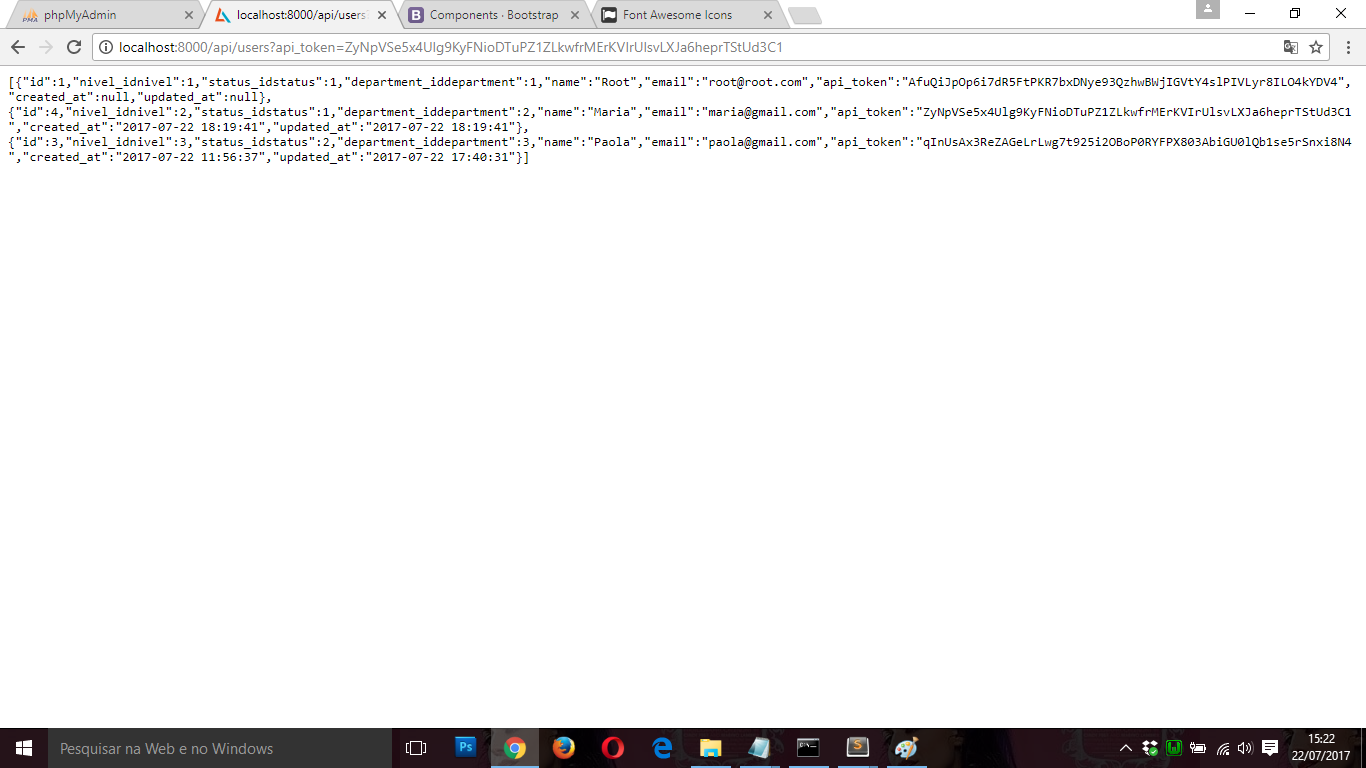 phpMyAdmin
localhost:8000/api/users?
Components · Bootstrap
Font Awesome Icons
localhost:8000/api/users?api_token=ZyNpVSe5x4Ulg9KyFNioDTuPZ1ZLkwfrMErKVIrUlsvLXJa6heprTStUd3C1
[{"id":1,"nivel_idnivel":1,"status_idstatus":1,"department_iddepartment":1,"name":"Root","email":"root@root.com","api_token":"AfuQiJpOp6i7dR5FtPKR7bxDNye93QzhwBWjIGVtY4slPIVLyr8ILO4kYDV4",
"created_at":null,"updated_at":null},
{"id":4,"nivel_idnivel":2,"status_idstatus":1,"department_iddepartment":2,"name":"Maria","email":"maria@gmail.com","api_token":"ZyNpVSe5x4Ulg9KyFNioDTuPZ1ZLkwfrMErKVIrUlsvLXJa6heprTStUd3C1
","created_at":"2017-07-22 18:19:41","updated_at":"2017-07-22 18:19:41"},
{"id":3,"nivel_idnivel":3,"status_idstatus":2,"department_iddepartment":3,"name":"Paola","email":"paola@gmail.com","api_token":"qInUsAx3ReZAGeLrLwg7t925i2OBoP0RYFPX803AbiGU0lQb1se5rSnxi8N4
","created_at":"2017-07-22 11:56:37","updated_at":"2017-07-22 17:40:31"}]
Pesquisar na Web e no Windows
Ps
15:22
22/07/2017